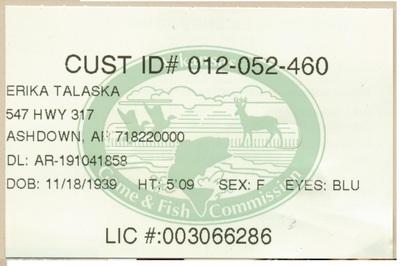 CUST ID# 012-052-460
ERIKA TALASKA
547 HWY 317
ASHDOWN, AR 718220000
DL: AR-191041858
DOB: 11/18/1939 HT: 5'09 SEX: F EYES: BLU
Game & Fish Commission
LIC #:003066286